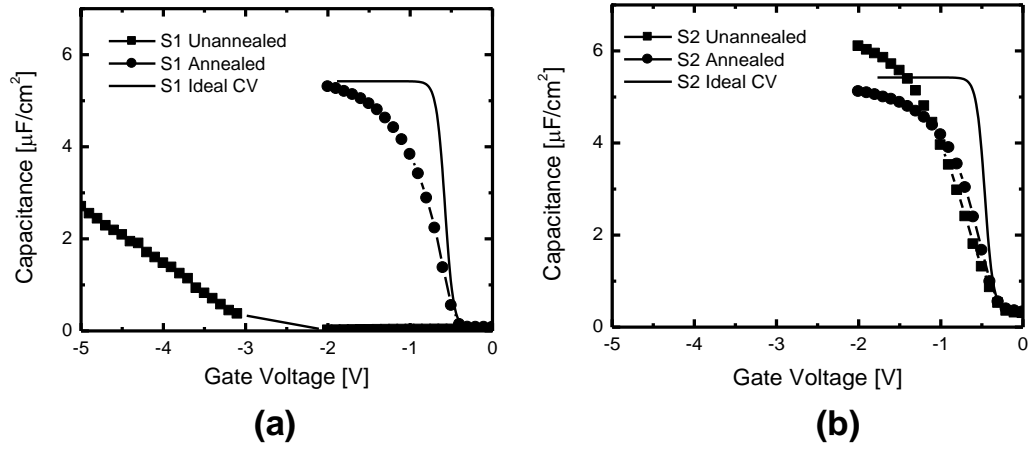 S1 Unannealed
S1 Annealed
S1 Ideal CV
Capacitance [μF/cm²]
6
4
2
0
-5 -4 -3 -2 -1 0
Gate Voltage [V]
(a)
S2 Unannealed
S2 Annealed
S2 Ideal CV
Capacitance [μF/cm²]
6
4
2
0
-5 -4 -3 -2 -1 0
Gate Voltage [V]
(b)